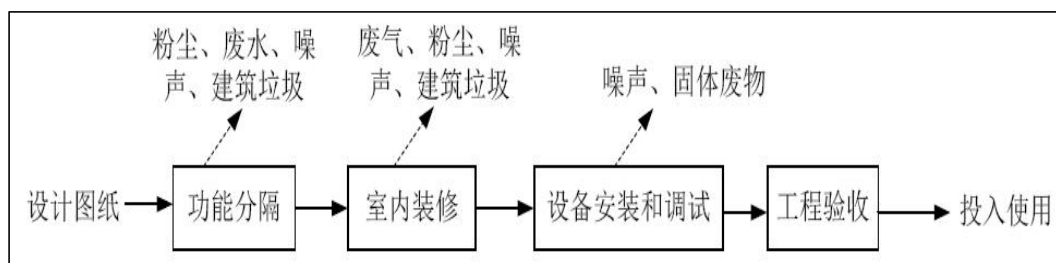 粉尘、废水、噪
声、建筑垃圾
废气、粉尘、噪
声、建筑垃圾
噪声、固体废物
设计图纸
功能分隔
室内装修
设备安装和调试
工程验收
投入使用